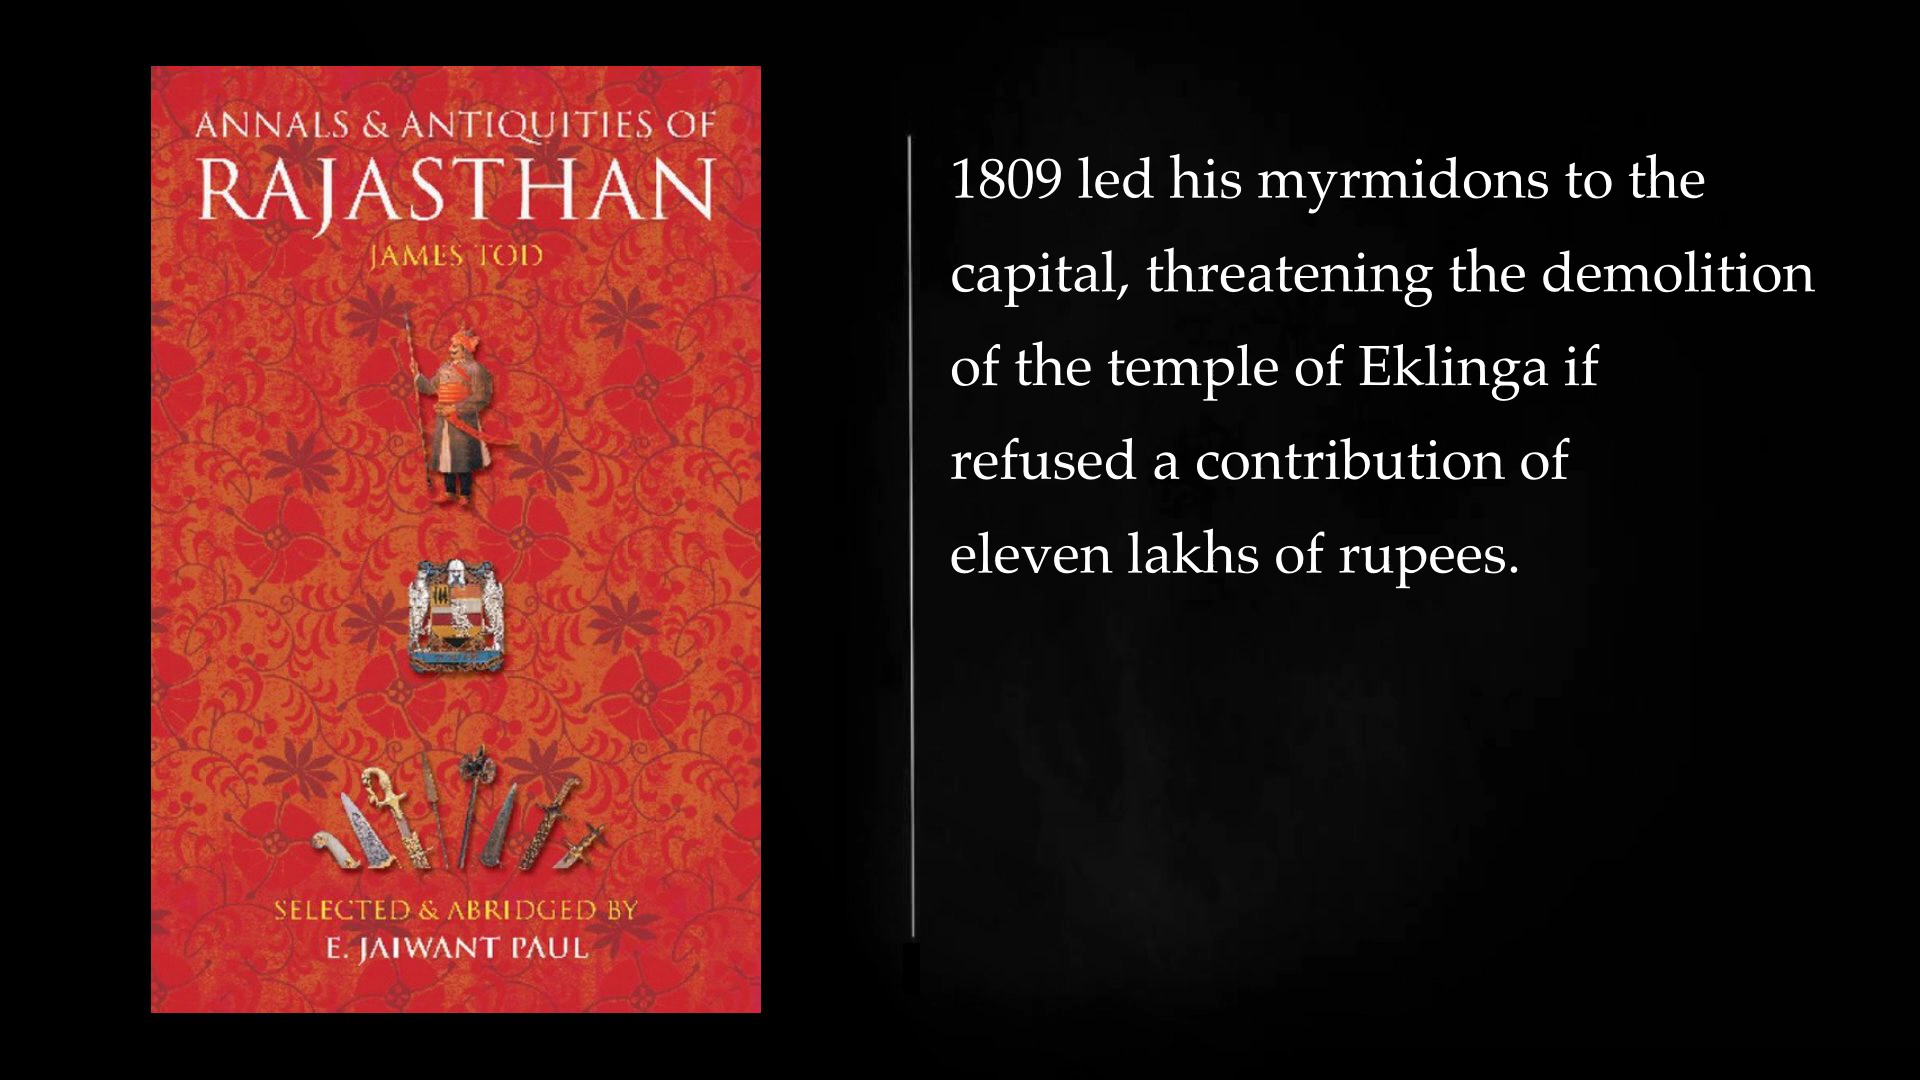 ANNALS & ANTIQUITIES OF
RAJASTHAN
JAMES TOD
SELECTED & ABRIDGED BY
E. JAIWANT PAUL
1809 led his myrmidons to the
capital, threatening the demolition
of the temple of Eklinga if
refused a contribution of
eleven lakhs of rupees.